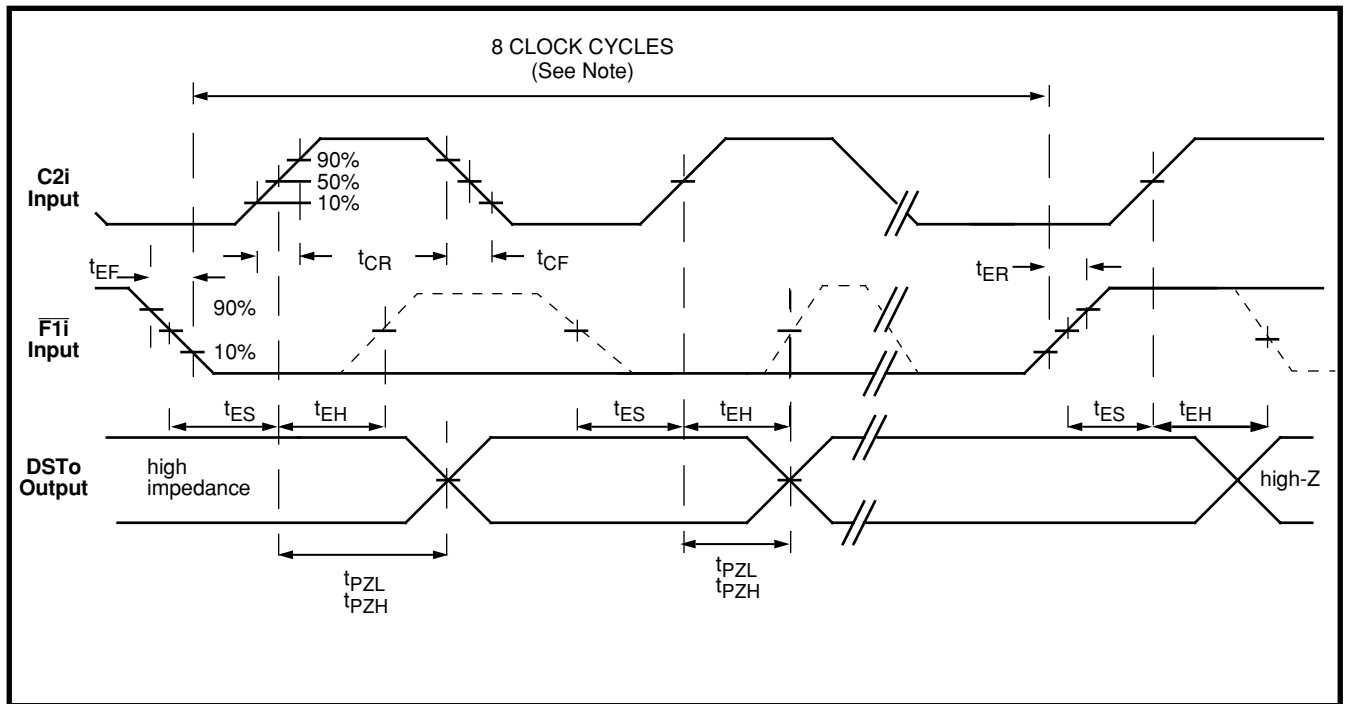 8 CLOCK CYCLES
(See Note)
C2i
Input
90%
50%
10%
tEF
tCR
tCF
tER
F1i
Input
90%
10%
tES
tEH
tES
tEH
tES
tEH
DSTo
Output
high
impedance
high-Z
tPZL
tPZH
tPZL
tPZH